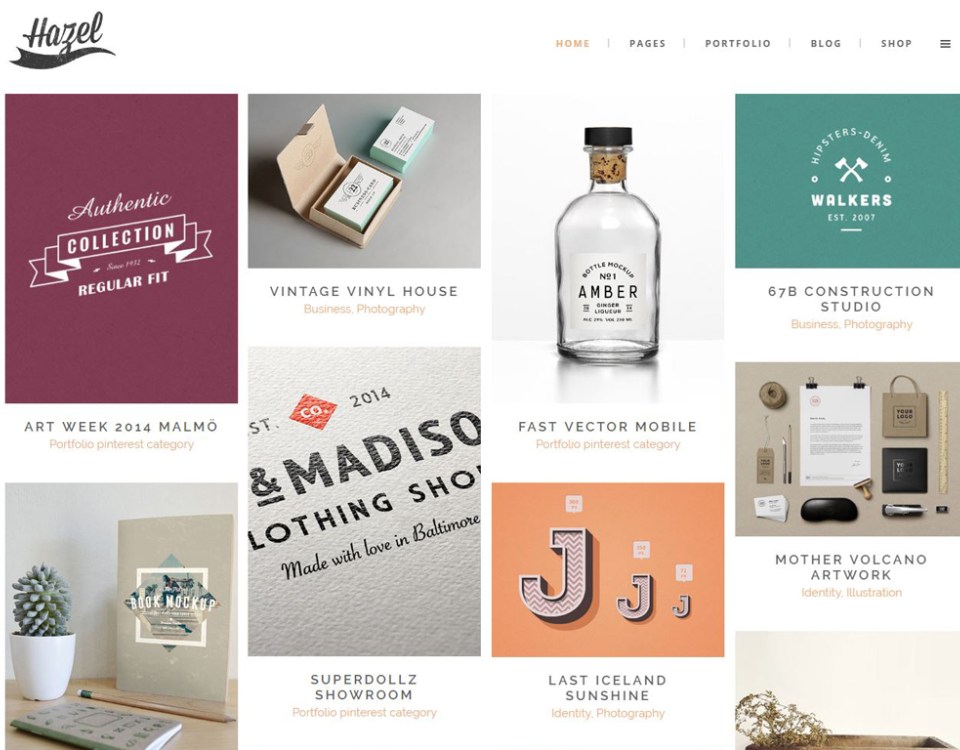 Hazel
HOME
PAGES
PORTFOLIO
BLOG
SHOP
Authentic
COLLECTION
Since 1932
REGULAR FIT
ART WEEK 2014 MALMÖ
Portfolio pinterest category
BOOK MOCKUP
VINTAGE VINYL HOUSE
Business, Photography
EST.
CO.
2014
& MADISO
LOTHING SHO
Made with love in Baltimore
SUPERDOLLZ
SHOWROOM
Portfolio pinterest category
BOTTLE MOCKUP
Nº1
AMBER
GINGER
LIQUEUR
FAST VECTOR MOBILE
Portfolio pinterest category
J
J
J
LAST ICELAND
SUNSHINE
Identity, Photography
HIPSTERS-DENIM
WALKERS
EST. 2007
67B CONSTRUCTION
STUDIO
Business, Photography
YOUR
LOGO
MOTHER VOLCANO
ARTWORK
Identity, Illustration